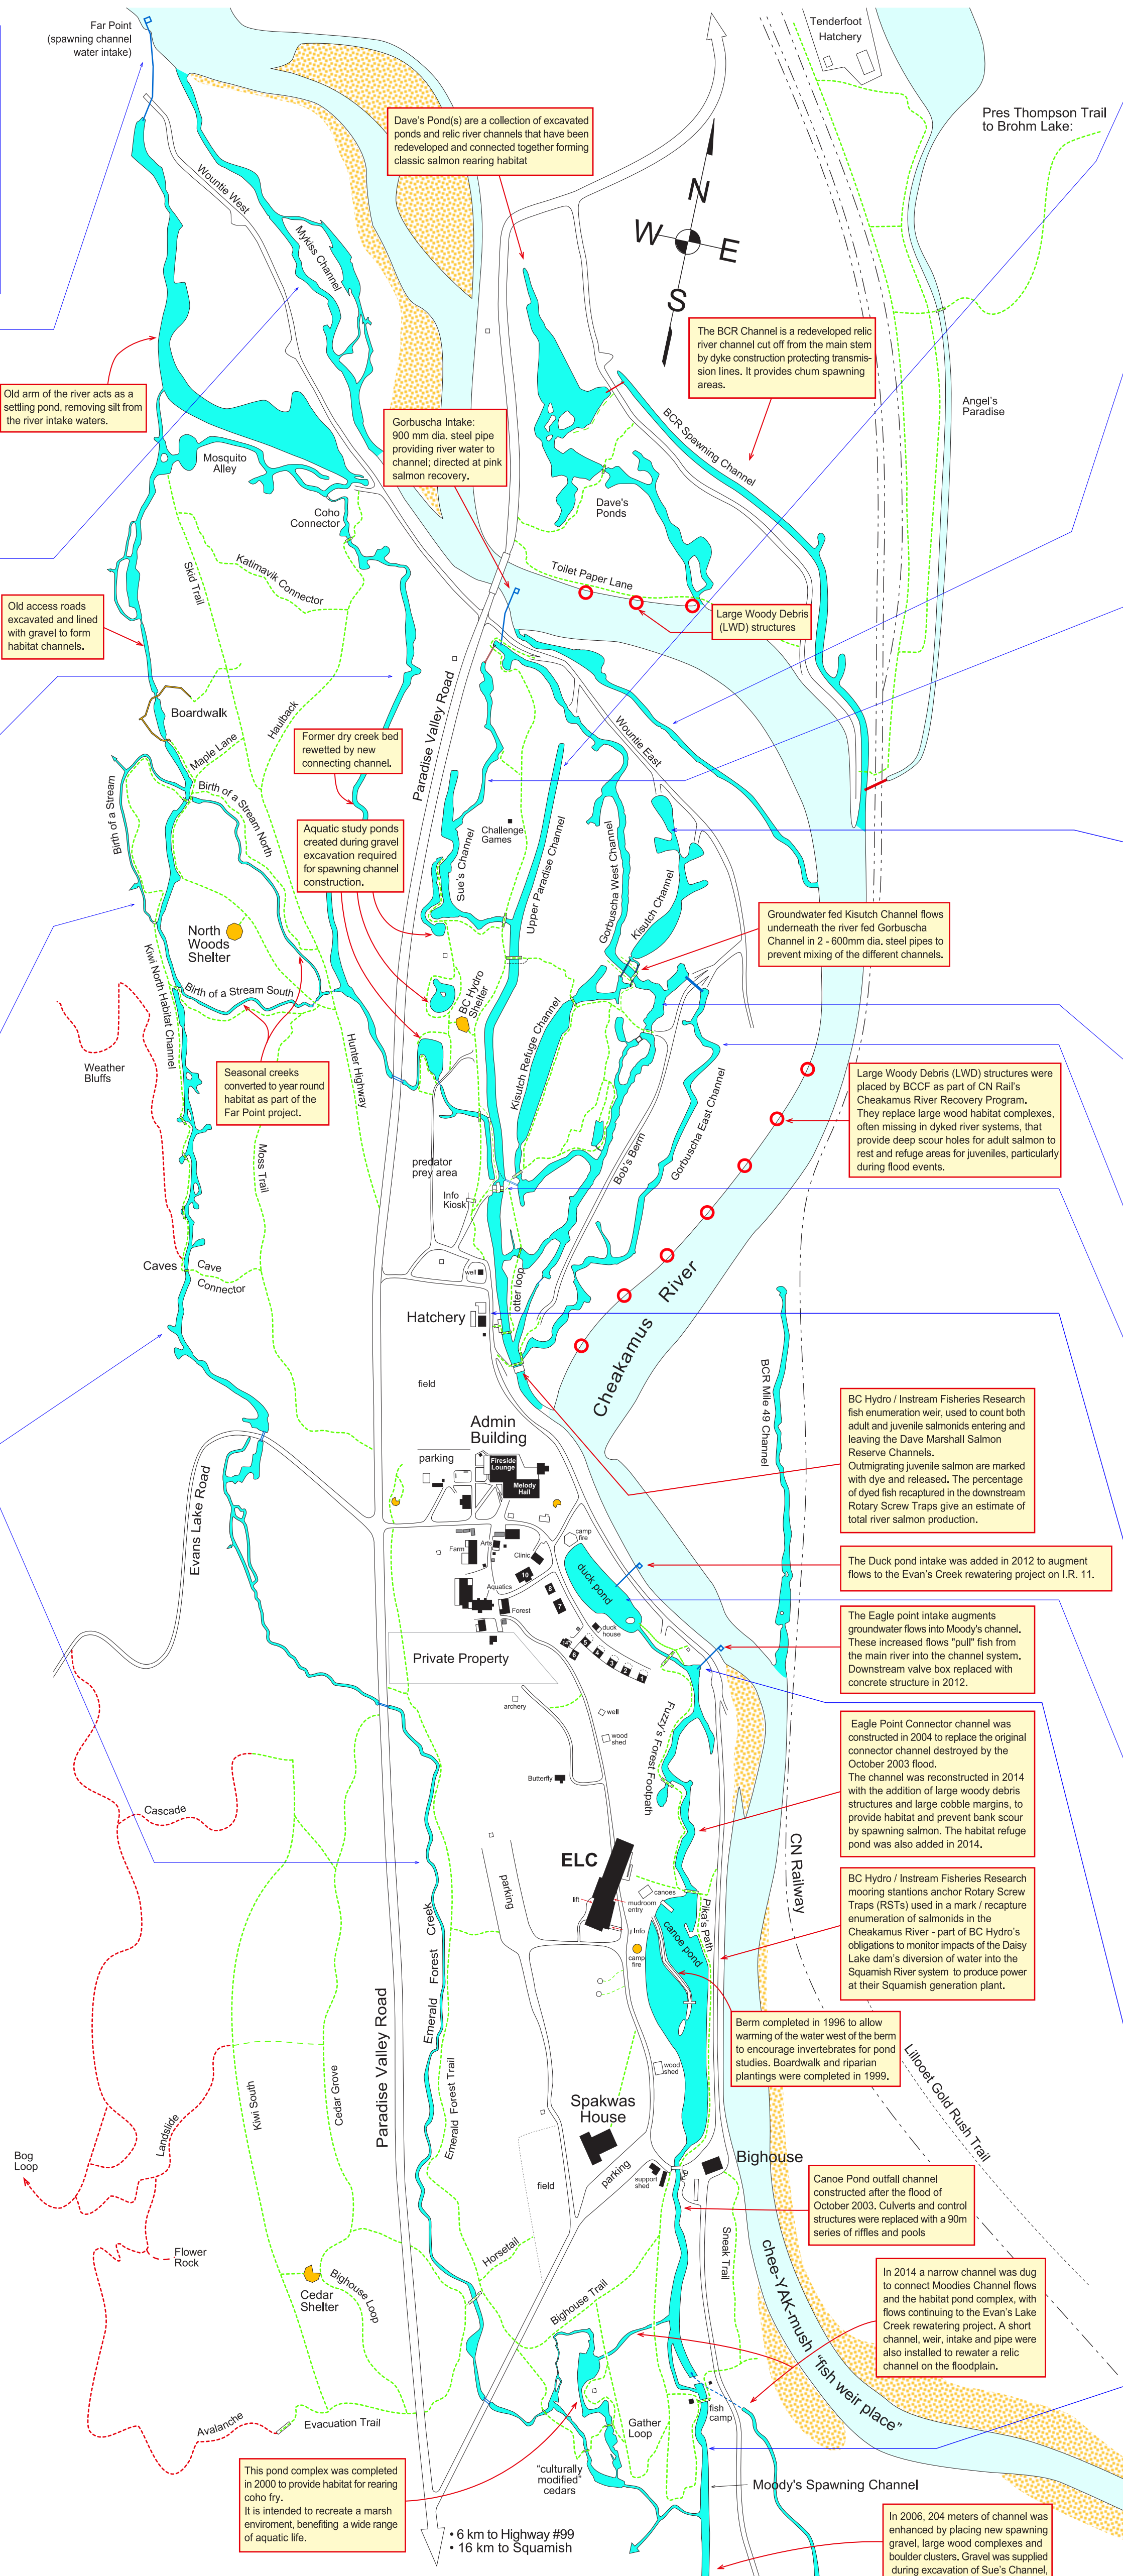 Far Point
(spawning channel
water intake)
Tenderfoot
Hatchery
Pres Thompson Trail
to Brohm Lake:
Dave's Pond(s) are a collection of excavated
ponds and relic river channels that have been
redeveloped and connected together forming
classic salmon rearing habitat
N
W
E
S
Wountie West
Mykiss Channel
The BCR Channel is a redeveloped relic
river channel cut off from the main stem
by dyke construction protecting transmis-
sion lines. It provides chum spawning
areas.
Old arm of the river acts as a
settling pond, removing silt from
the river intake waters.
Angel's
Paradise
Gorbuscha Intake:
900 mm dia. steel pipe
providing river water to
channel; directed at pink
salmon recovery.
BCR Spawning Channel
Mosquito
Alley
Coho
Connector
Dave's
Ponds
Skid Trail
Katimavik Connector
Toilet Paper Lane
Large Woody Debris
(LWD) structures
Old access roads
excavated and lined
with gravel to form
habitat channels.
Boardwalk
Maple Lane
Haulback
Paradise Valley Road
Wountie East
Former dry creek bed
rewetted by new
connecting channel.
Birth of a Stream
Birth of a Stream North
Challenge
Games
Aquatic study ponds
created during gravel
excavation required
for spawning channel
construction.
Sue's Channel
Upper Paradise Channel
Gorbuscha West Channel
Kisutch Channel
Groundwater fed Kisutch Channel flows
underneath the river fed Gorbuscha
Channel in 2 - 600mm dia. steel pipes to
prevent mixing of the different channels.
North
Woods
Shelter
Kiwi North Habitat Channel
Birth of a Stream South
BC Hydro
Shelter
Kisutch Refuge Channel
Hunter Highway
Weather
Bluffs
Seasonal creeks
converted to year round
habitat as part of the
Far Point project.
Large Woody Debris (LWD) structures were
placed by BCCF as part of CN Rail's
Cheakamus River Recovery Program.
They replace large wood habitat complexes,
often missing in dyked river systems, that
provide deep scour holes for adult salmon to
rest and refuge areas for juveniles, particularly
during flood events.
Moss Trail
predator
prey area
Info
Kiosk
Bob's Berm
Gorbuscha East Channel
Caves
Cave
Connector
well
otter loop
Hatchery
Cheakamus River
BCR Mile 49 Channel
field
BC Hydro / Instream Fisheries Research
fish enumeration weir, used to count both
adult and juvenile salmonids entering and
leaving the Dave Marshall Salmon
Reserve Channels.
Outmigrating juvenile salmon are marked
with dye and released. The percentage
of dyed fish recaptured in the downstream
Rotary Screw Traps give an estimate of
total river salmon production.
Admin
Building
parking
Fireside
Lounge
Melody
Hall
Evans Lake Road
camp
fire
Farm
Arts
Clinic
duck pond
The Duck pond intake was added in 2012 to augment
flows to the Evan's Creek rewatering project on I.R. 11.
10
Aquatics
8
7
Forest
duck
house
The Eagle point intake augments
groundwater flows into Moody's channel.
These increased flows "pull" fish from
the main river into the channel system.
Downstream valve box replaced with
concrete structure in 2012.
5
6
4
3
2
1
Private Property
archery
well
wood
shed
Fuzzy's Forest Footpath
Eagle Point Connector channel was
constructed in 2004 to replace the original
connector channel destroyed by the
October 2003 flood.
The channel was reconstructed in 2014
with the addition of large woody debris
structures and large cobble margins, to
provide habitat and prevent bank scour
by spawning salmon. The habitat refuge
pond was also added in 2014.
Butterfly
Cascade
CN Railway
ELC
parking
lift
mudroom
entry
canoes
Info
camp
fire
canoe pond
Pika's Path
BC Hydro / Instream Fisheries Research
mooring stantions anchor Rotary Screw
Traps (RSTs) used in a mark / recapture
enumeration of salmonids in the
Cheakamus River - part of BC Hydro's
obligations to monitor impacts of the Daisy
Lake dam's diversion of water into the
Squamish River system to produce power
at their Squamish generation plant.
Emerald Forest Creek
Paradise Valley Road
Berm completed in 1996 to allow
warming of the water west of the berm
to encourage invertebrates for pond
studies. Boardwalk and riparian
plantings were completed in 1999.
Lillooet Gold Rush Trail
wood
shed
Landslide
Kiwi South
Cedar Grove
Emerald Forest Trail
Spakwas
House
Bog
Loop
Bighouse
parking
support
shed
field
Canoe Pond outfall channel
constructed after the flood of
October 2003. Culverts and control
structures were replaced with a 90m
series of riffles and pools
Flower
Rock
Horsetail
Sneak Trail
Cedar
Shelter
Bighouse Loop
Bighouse Trail
chee-YAK-mush "fish weir place"
In 2014 a narrow channel was dug
to connect Moodies Channel flows
and the habitat pond complex, with
flows continuing to the Evan's Lake
Creek rewatering project. A short
channel, weir, intake and pipe were
also installed to rewater a relic
channel on the floodplain.
fish
camp
Avalanche
Evacuation Trail
Gather
Loop
This pond complex was completed
in 2000 to provide habitat for rearing
coho fry.
It is intended to recreate a marsh
enviroment, benefiting a wide range
of aquatic life.
"culturally
modified"
cedars
Moody's Spawning Channel
• 6 km to Highway #99
• 16 km to Squamish
In 2006, 204 meters of channel was
enhanced by placing new spawning
gravel, large wood complexes and
boulder clusters. Gravel was supplied
during excavation of Sue's Channel,